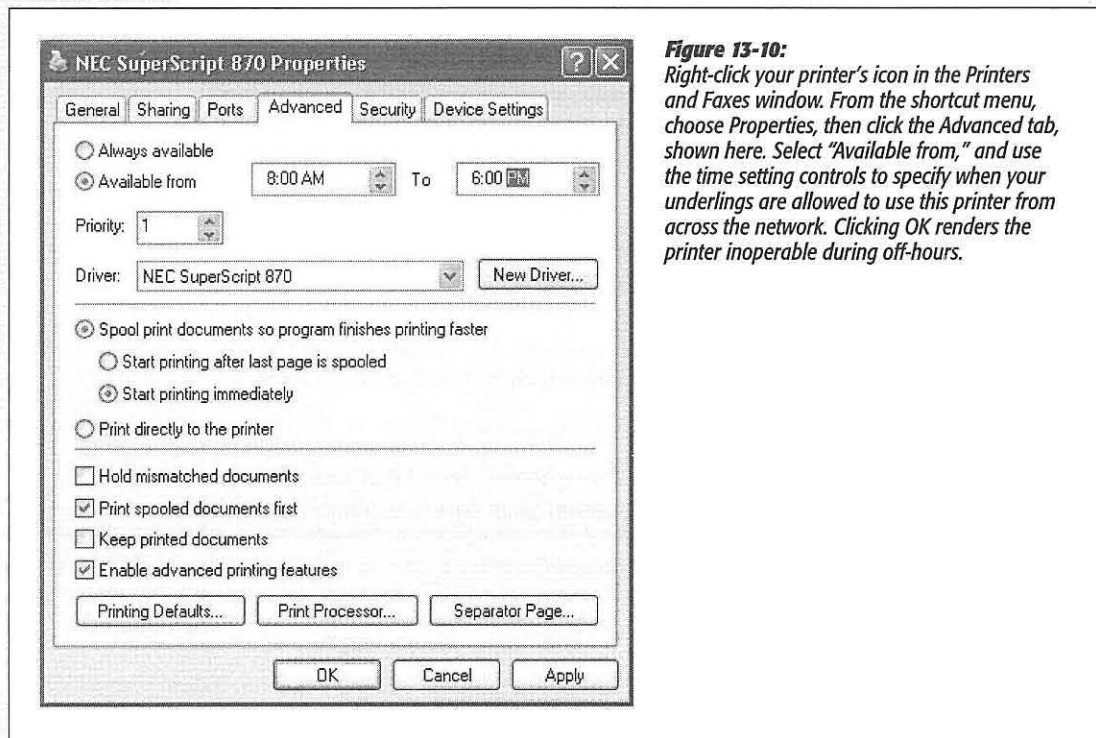 NEC SuperScript 870 Properties
General Sharing Ports Advanced Security Device Settings
Always available
Available from 8:00 AM To 6:00 PM
Priority: 1
Driver: NEC SuperScript 870 New Driver...
Spool print documents so program finishes printing faster
Start printing after last page is spooled
Start printing immediately
Print directly to the printer
Hold mismatched documents
Print spooled documents first
Keep printed documents
Enable advanced printing features
Printing Defaults... Print Processor... Separator Page...
OK Cancel Apply
Figure 13-10:
Right-click your printer's icon in the Printers
and Faxes window. From the shortcut menu,
choose Properties, then click the Advanced tab,
shown here. Select "Available from," and use
the time setting controls to specify when your
underlings are allowed to use this printer from
across the network. Clicking OK renders the
printer inoperable during off-hours.